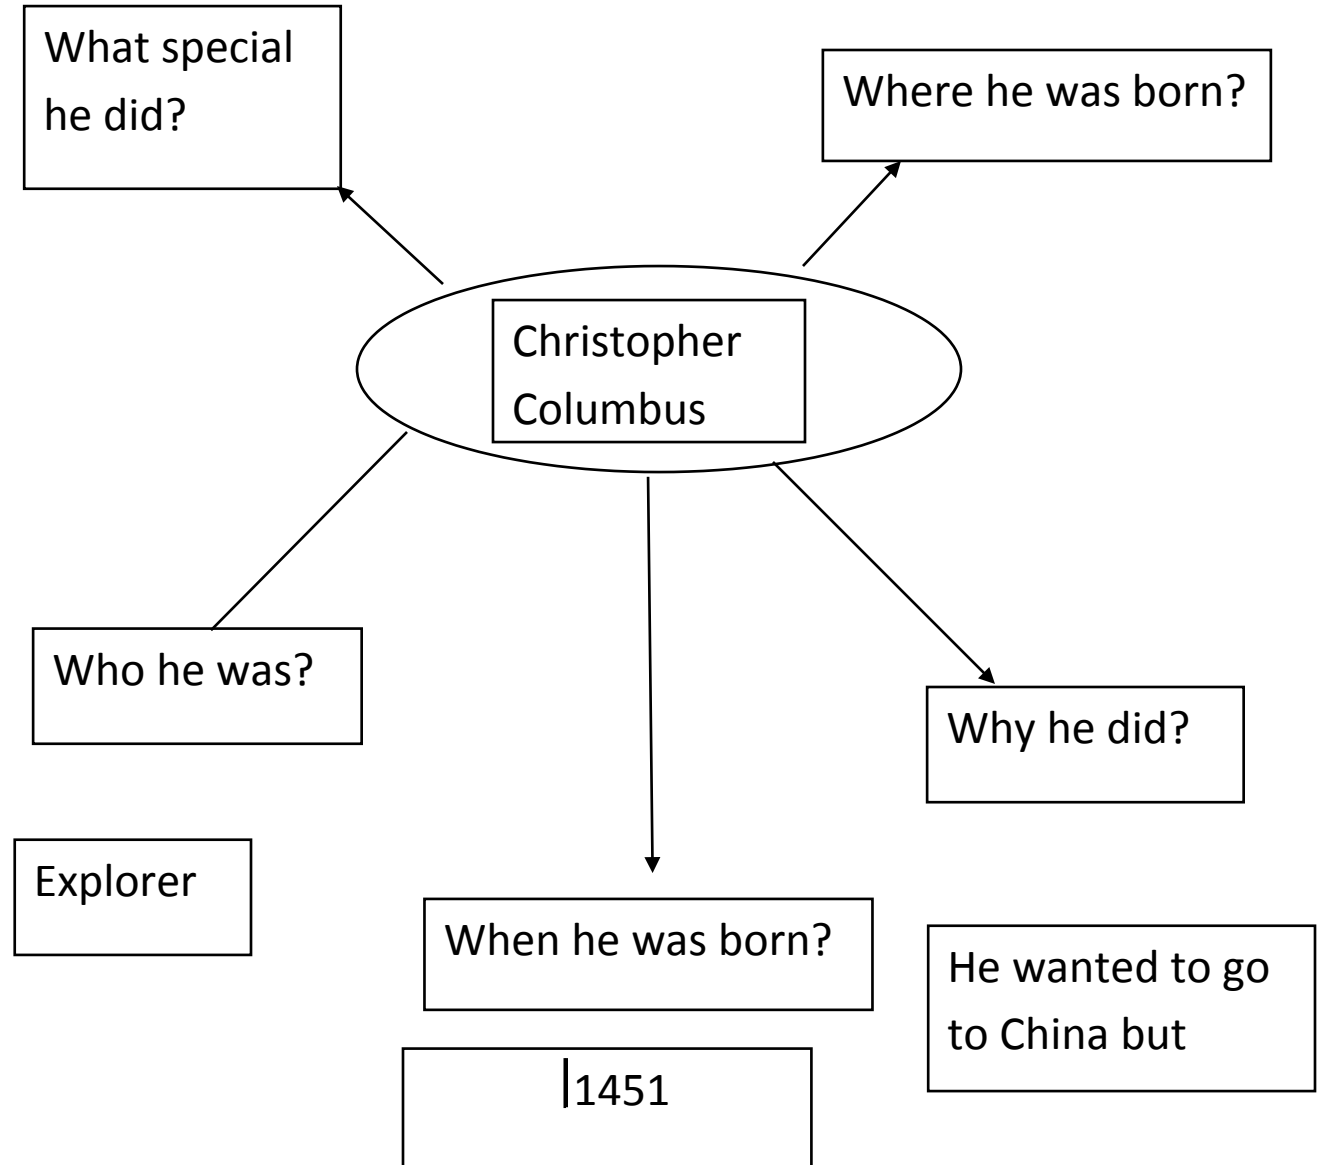 What special
he did?
Where he was born?
Christopher
Columbus
Who he was?
Why he did?
Explorer
When he was born?
He wanted to go
to China but
1451